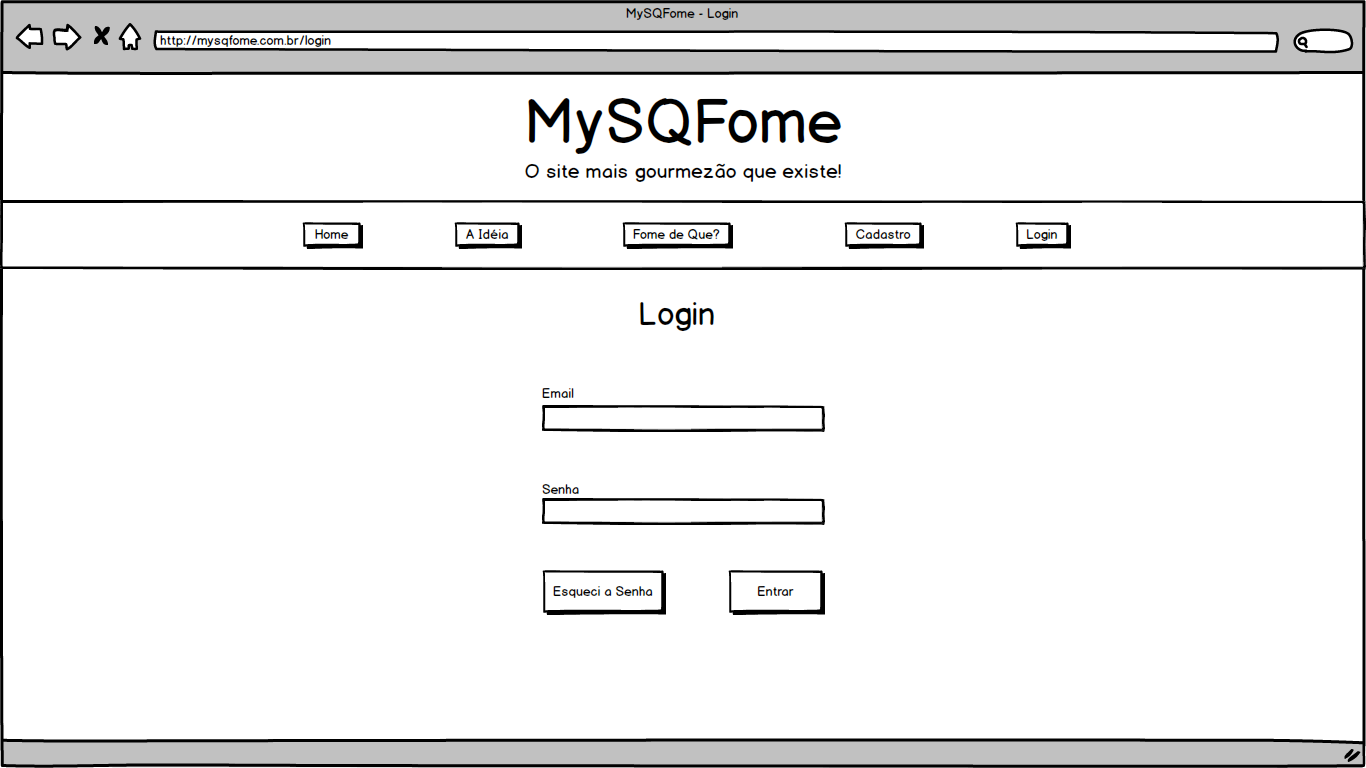 MySQFome - Login
http://mysqfome.com.br/login
MySQFome
O site mais gourmezão que existe!
Home A Idéia Fome de Que? Cadastro Login
Login
Email
Senha
Esqueci a Senha Entrar